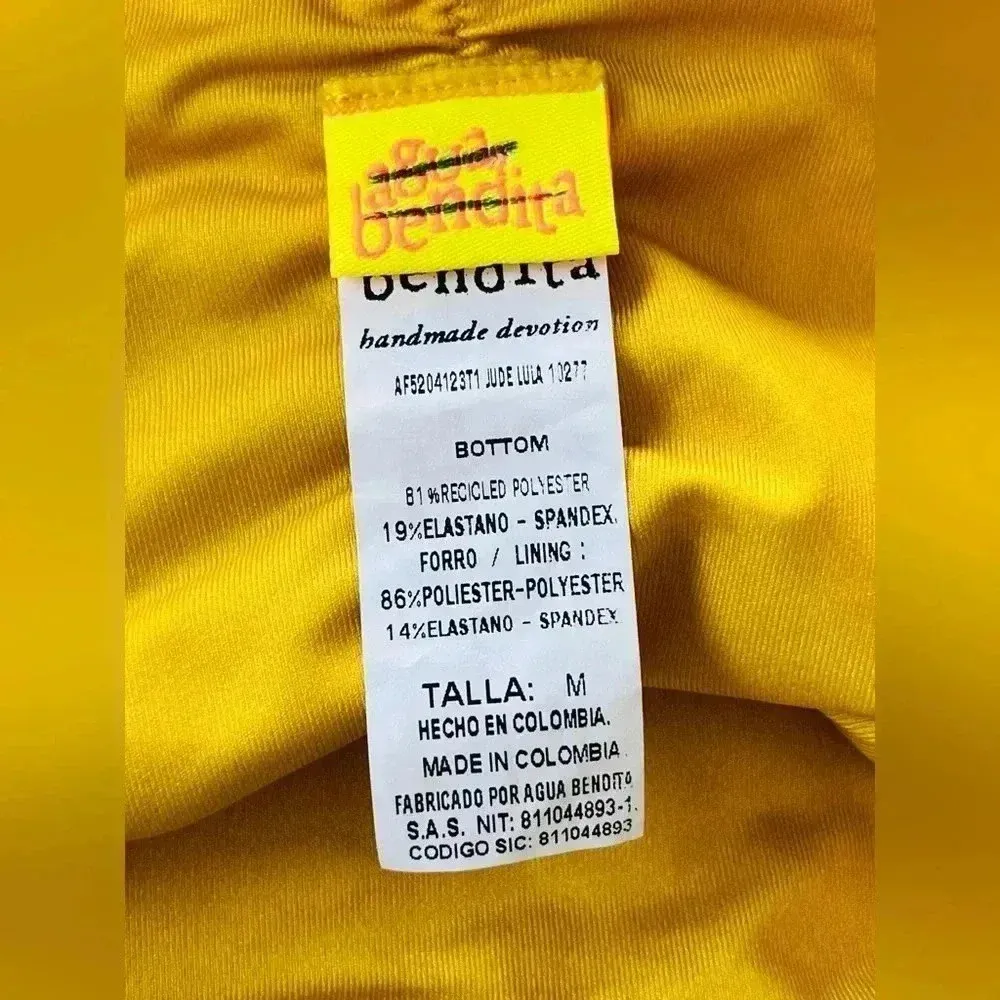 agua
bendita
bendita
handmade devotion
AF5204123T1 JUDE LULA 10277
BOTTOM
81%RECICLED POLYESTER
19%ELASTANO - SPANDEX.
FORRO / LINING :
86%POLIESTER-POLYESTER
14%ELASTANO - SPANDEX
TALLA: M
HECHO EN COLOMBIA.
MADE IN COLOMBIA.
FABRICADO POR AGUA BENDITA
S.A.S. NIT: 811044893-1.
CODIGO SIC: 811044893